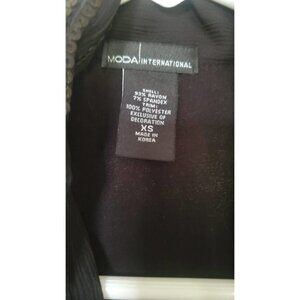 MODA INTERNATIONAL
SHELL:
93% RAYON
7% SPANDEX
TRIM:
100% POLYESTER
EXCLUSIVE OF
DECORATION
XS
MADE IN
KOREA